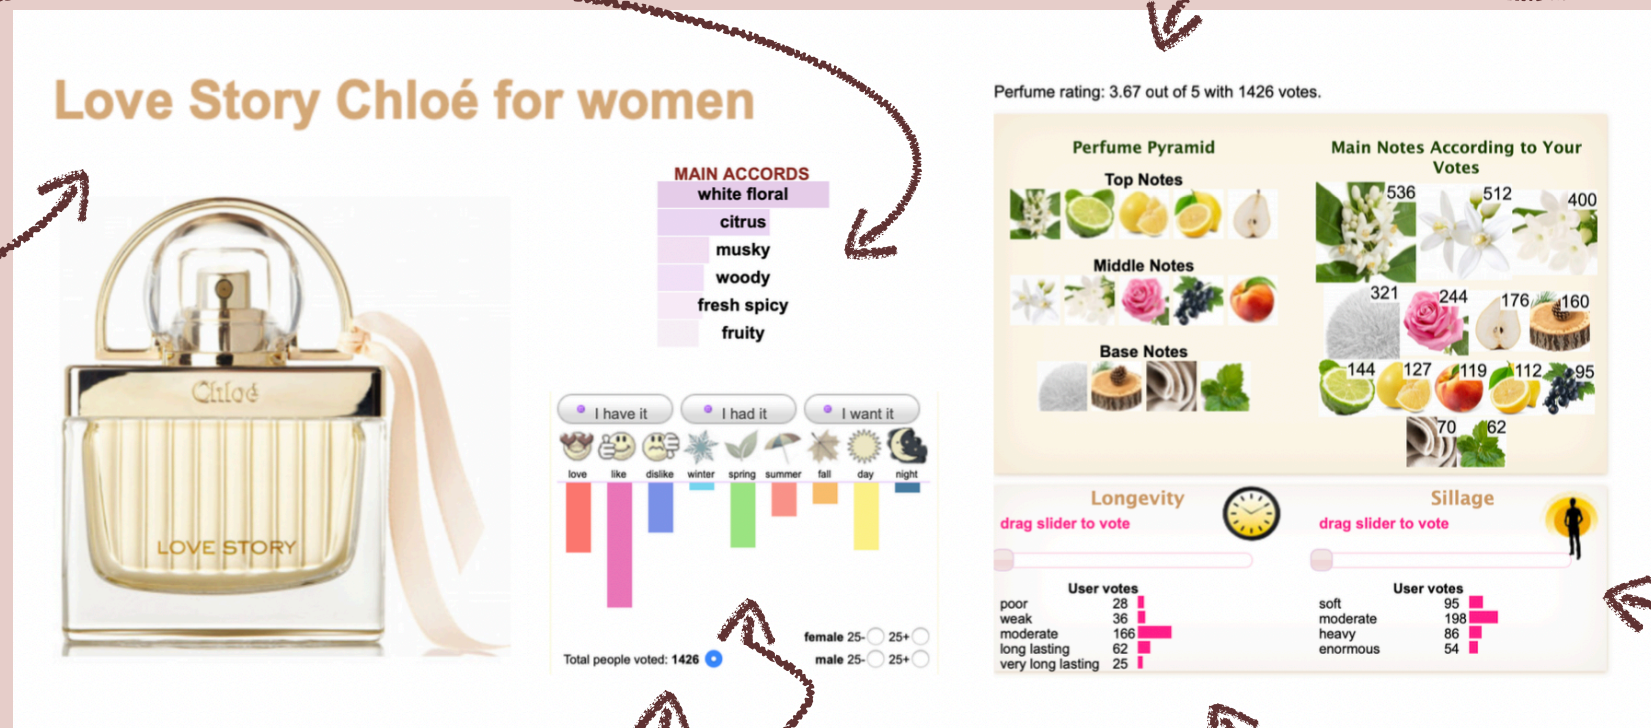 Love Story Chloé for women
Chloé
LOVE STORY
MAIN ACCORDS
white floral
citrus
musky
woody
fresh spicy
fruity
I have it I had it I want it
love like dislike winter spring summer fall day night
female 25- 25+
Total people voted: 1426 male 25- 25+
Perfume rating: 3.67 out of 5 with 1426 votes.
Perfume Pyramid
Top Notes
Middle Notes
Base Notes
Main Notes According to Your
Votes
536 512 400
321 244 176 160
144 127 119 112 95
70 62
Longevity
drag slider to vote
User votes
poor 28
weak 36
moderate 166
long lasting 62
very long lasting 25
Sillage
drag slider to vote
User votes
soft 95
moderate 198
heavy 86
enormous 54